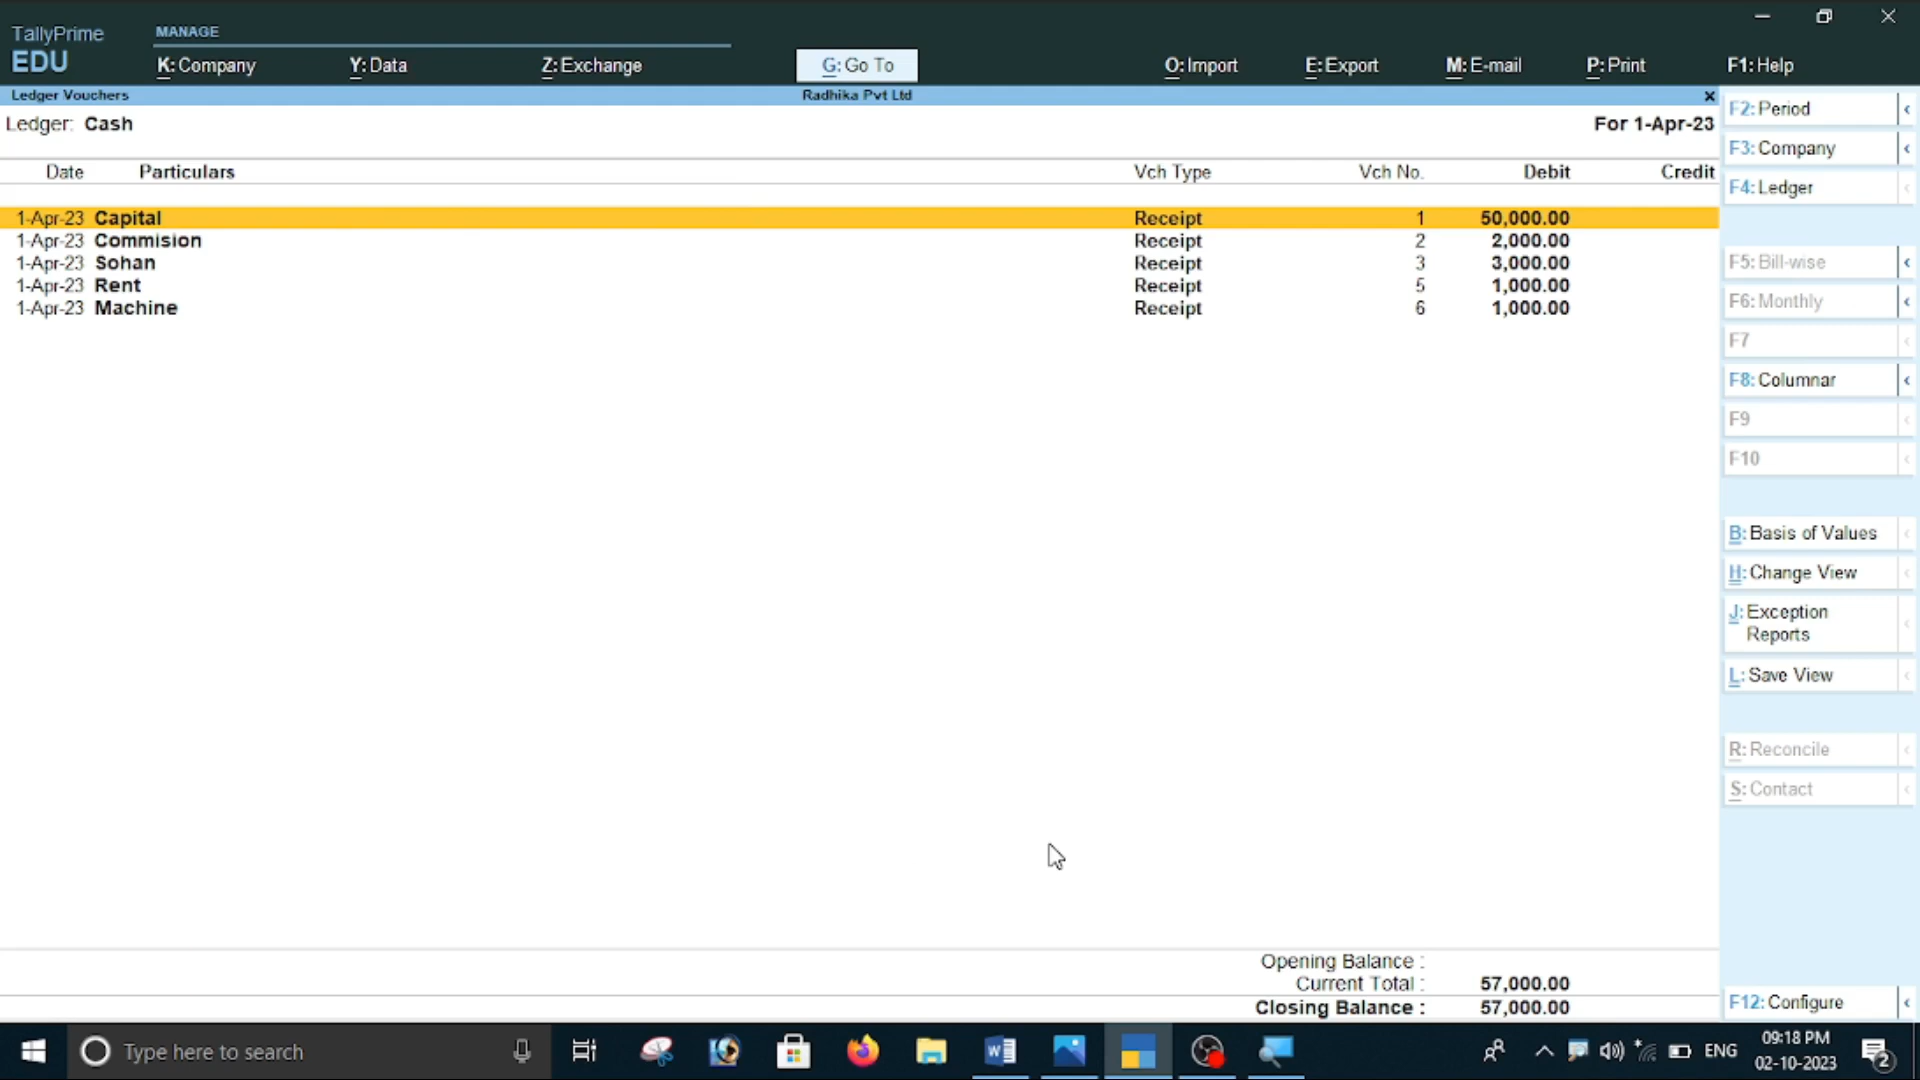 TallyPrime
EDU
MANAGE
K: Company Y: Data Z: Exchange G: Go To O: Import E: Export M: E-mail P: Print F1: Help
Ledger Vouchers Radhika Pvt Ltd x
Ledger: Cash For 1-Apr-23
Date Particulars Vch Type Vch No. Debit Credit
1-Apr-23 Capital Receipt 1 50,000.00
1-Apr-23 Commision Receipt 2 2,000.00
1-Apr-23 Sohan Receipt 3 3,000.00
1-Apr-23 Rent Receipt 5 1,000.00
1-Apr-23 Machine Receipt 6 1,000.00
Opening Balance :
Current Total : 57,000.00
Closing Balance : 57,000.00
F2: Period
F3: Company
F4: Ledger
F5: Bill-wise
F6: Monthly
F7
F8: Columnar
F9
F10
B: Basis of Values
H: Change View
J: Exception
Reports
L: Save View
R: Reconcile
S: Contact
F12: Configure
Type here to search
ENG
09:18 PM
02-10-2023
2